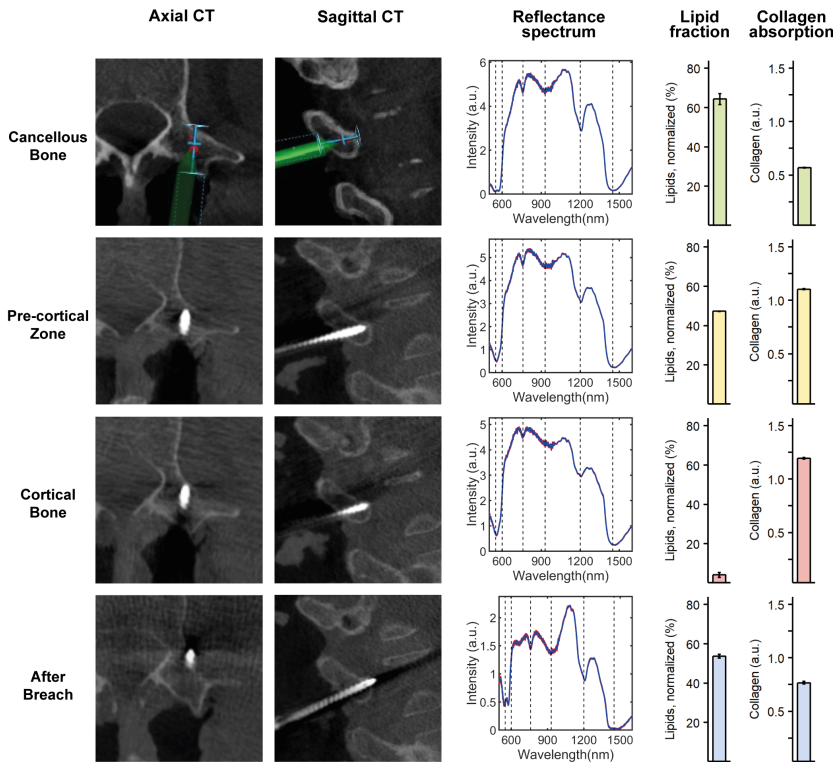 Axial CT
Sagittal CT
Reflectance
spectrum
Lipid
fraction
Collagen
absorption
Cancellous
Bone
Intensity (a.u.)
6
4
2
0
600
900
1200
1500
Wavelength(nm)
Lipids, normalized (%)
80
60
40
20
Collagen (a.u.)
1.5
1.0
0.5
Pre-cortical
Zone
Intensity (a.u.)
5
4
3
2
1
0
600
900
1200
1500
Wavelength(nm)
Lipids, normalized (%)
80
60
40
20
Collagen (a.u.)
1.5
1.0
0.5
Cortical
Bone
Intensity (a.u.)
5
4
3
2
1
0
600
900
1200
1500
Wavelength(nm)
Lipids, normalized (%)
80
60
40
20
Collagen (a.u.)
1.5
1.0
0.5
After
Breach
Intensity (a.u.)
2
1.5
1
0.5
0
600
900
1200
1500
Wavelength(nm)
Lipids, normalized (%)
80
60
40
20
Collagen (a.u.)
1.5
1.0
0.5